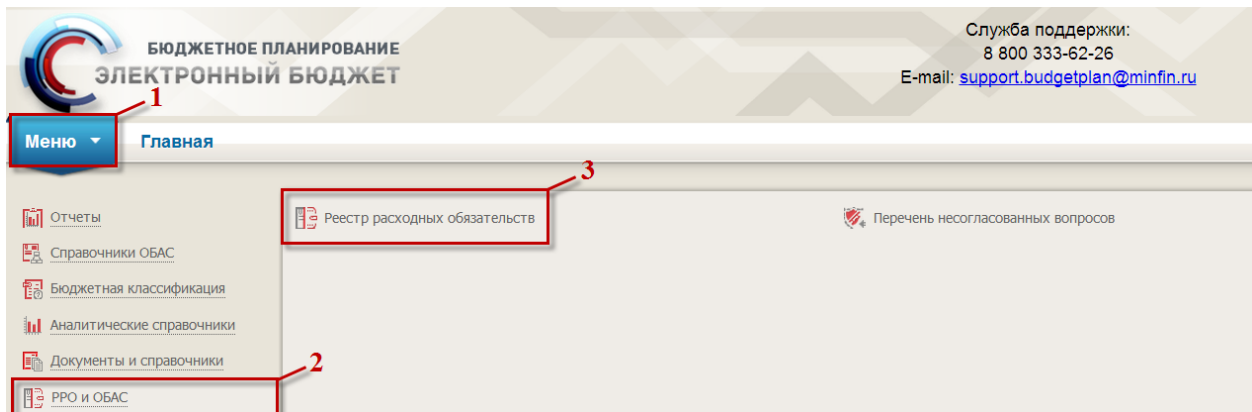 БЮДЖЕТНОЕ ПЛАНИРОВАНИЕ
ЭЛЕКТРОННЫЙ БЮДЖЕТ
Служба поддержки:
8 800 333-62-26
E-mail: support.budgetplan@minfin.ru
1
Меню
Главная
3
Отчеты
Реестр расходных обязательств
Перечень несогласованных вопросов
Справочники ОБАС
Бюджетная классификация
Аналитические справочники
Документы и справочники
2
РРО и ОБАС